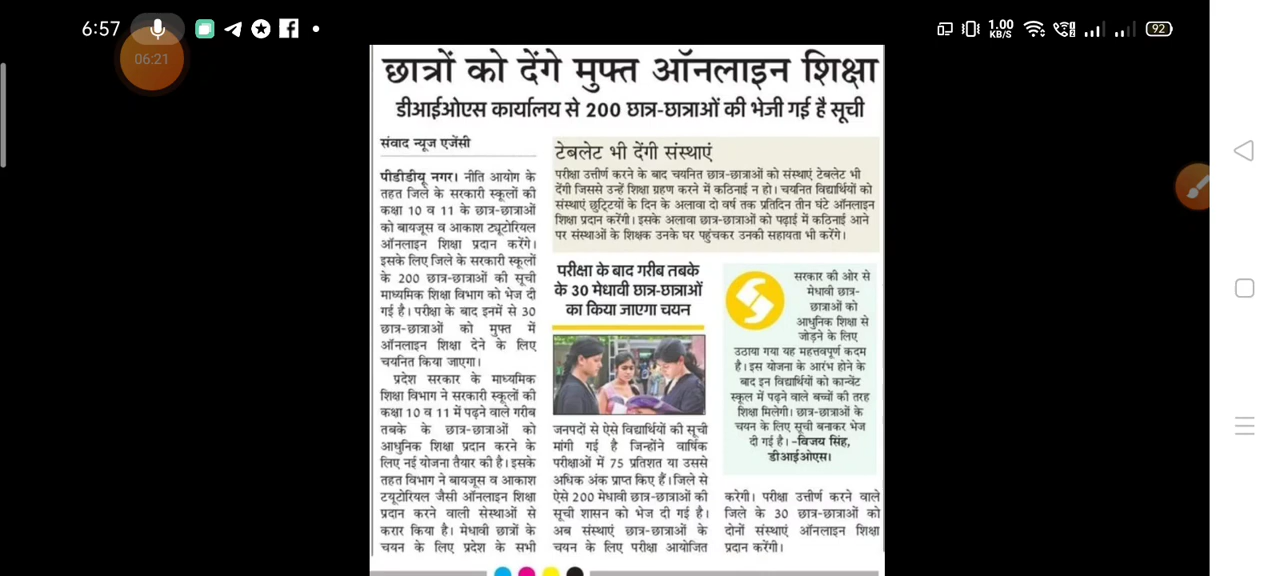 6:57
1.00
KB/S
92
06:21
छात्रों को देंगे मुफ्त ऑनलाइन शिक्षा
डीआईओएस कार्यालय से 200 छात्र-छात्राओं की भेजी गई है सूची
संवाद न्यूज एजेंसी
पीडीडीयू नगर। नीति आयोग के
तहत जिले के सरकारी स्कूलों की
कक्षा 10 व 11 के छात्र-छात्राओं
को बायजूस व आकाश ट्यूटोरियल
ऑनलाइन शिक्षा प्रदान करेंगे।
इसके लिए जिले के सरकारी स्कूलों
के 200 छात्र-छात्राओं की सूची
माध्यमिक शिक्षा विभाग को भेज दी
गई है। परीक्षा के बाद इनमें से 30
छात्र-छात्राओं को मुफ्त में
ऑनलाइन शिक्षा देने के लिए
चयनित किया जाएगा।
प्रदेश सरकार के माध्यमिक
शिक्षा विभाग ने सरकारी स्कूलों की
कक्षा 10 व 11 में पढ़ने वाले गरीब
तबके के छात्र-छात्राओं को
आधुनिक शिक्षा प्रदान करने के
लिए नई योजना तैयार की है। इसके
तहत विभाग ने बायजूस व आकाश
टयूटोरियल जैसी ऑनलाइन शिक्षा
प्रदान करने वाली सेस्थाओं से
करार किया है। मेधावी छात्रों के
चयन के लिए प्रदेश के सभी
टेबलेट भी देंगी संस्थाएं
परीक्षा उत्तीर्ण करने के बाद चयनित छात्र-छात्राओं को संस्थाएं टेबलेट भी
देंगी जिससे उन्हें शिक्षा ग्रहण करने में कठिनाई न हो। चयनित विद्यार्थियों को
संस्थाएं छुट्टियों के दिन के अलावा दो वर्ष तक प्रतिदिन तीन घंटे ऑनलाइन
शिक्षा प्रदान करेंगी। इसके अलावा छात्र-छात्राओं को पढ़ाई में कठिनाई आने
पर संस्थाओं के शिक्षक उनके घर पहुंचकर उनकी सहायता भी करेंगे।
परीक्षा के बाद गरीब तबके
के 30 मेधावी छात्र-छात्राओं
का किया जाएगा चयन
जनपदों से ऐसे विद्यार्थियों की सूची
मांगी गई है जिन्होंने वार्षिक
परीक्षाओं में 75 प्रतिशत या उससे
अधिक अंक प्राप्त किए हैं। जिले से
ऐसे 200 मेधावी छात्र-छात्राओं की
सूची शासन को भेज दी गई है।
अब संस्थाएं छात्र-छात्राओं के
चयन के लिए परीक्षा आयोजित
सरकार की ओर से
मेधावी छात्र-
छात्राओं को
आधुनिक शिक्षा से
जोड़ने के लिए
उठाया गया यह महत्तवपूर्ण कदम
है। इस योजना के आरंभ होने के
बाद इन विद्यार्थियों को कान्वेंट
स्कूल में पढ़ने वाले बच्चों की तरह
शिक्षा मिलेगी। छात्र-छात्राओं के
चयन के लिए सूची बनाकर भेज
दी गई है। -विजय सिंह,
डीआईओएस।
करेगी। परीक्षा उत्तीर्ण करने वाले
जिले के 30 छात्र-छात्राओं को
दोनों संस्थाएं ऑनलाइन शिक्षा
प्रदान करेंगी।